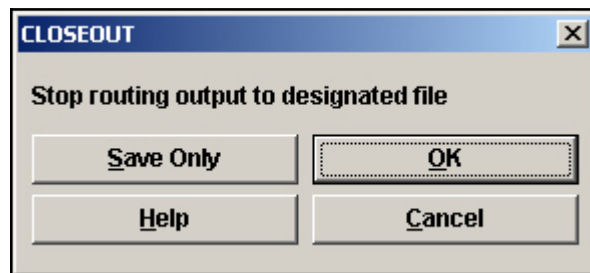 CLOSEOUT
Stop routing output to designated file
Save Only
OK
Help
Cancel